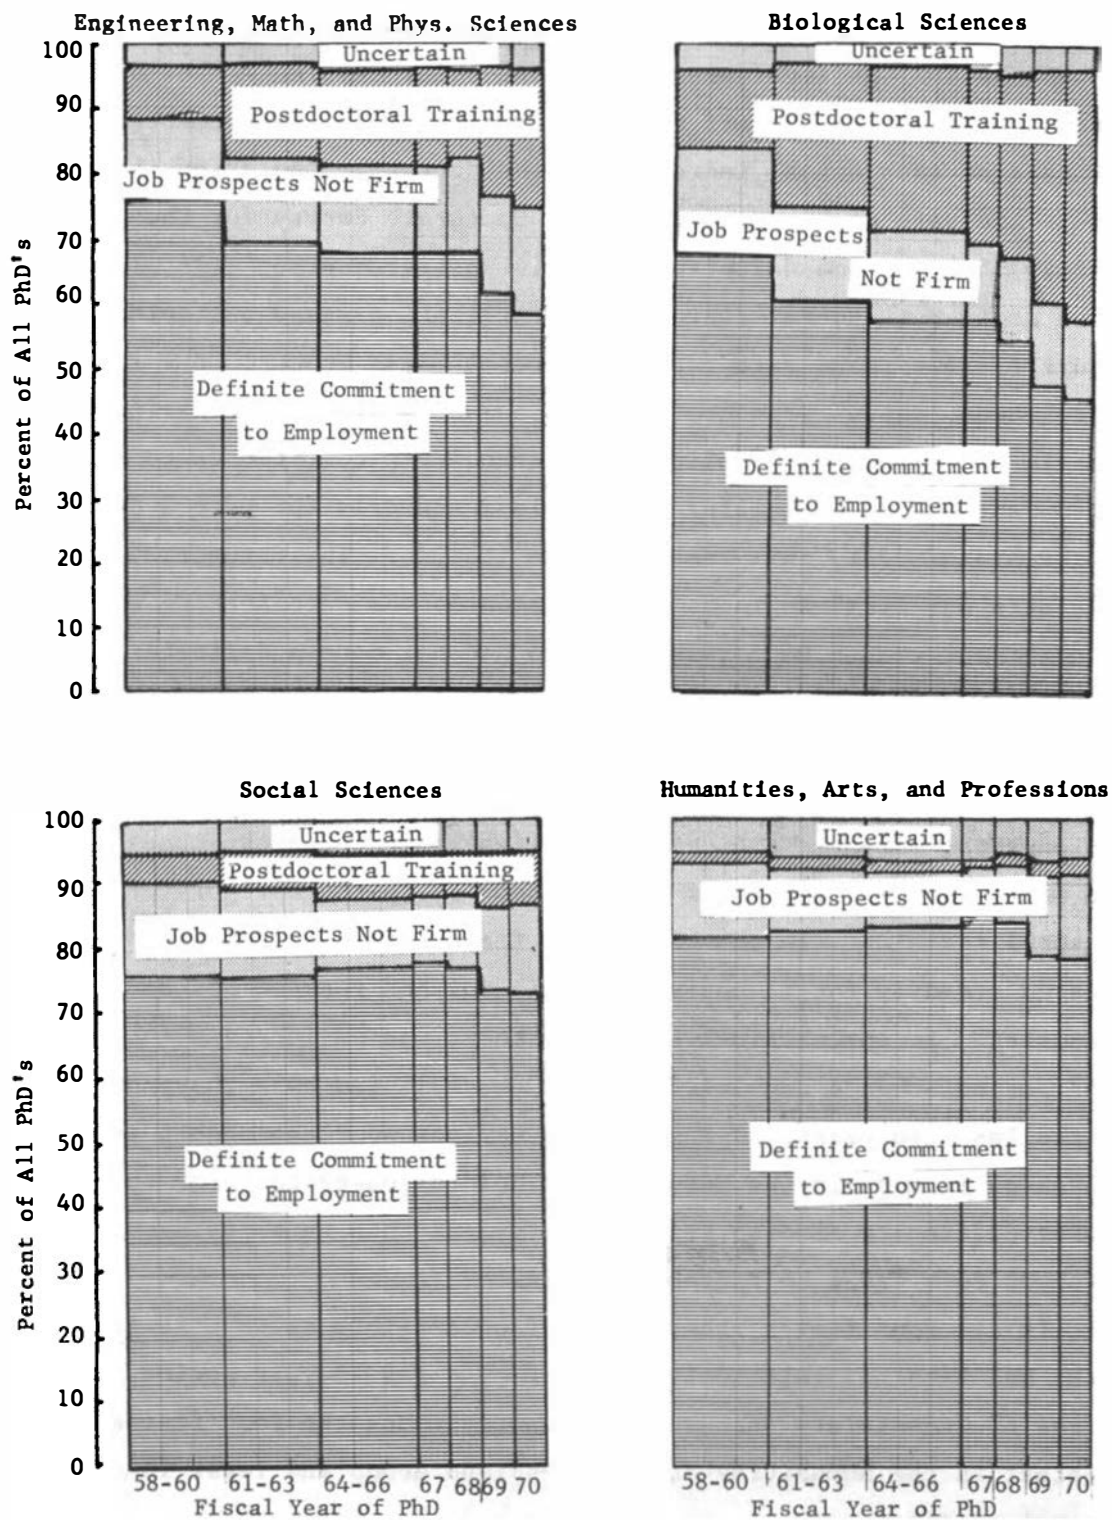 Engineering, Math, and Phys. Sciences
100
90
80
70
60
50
40
30
20
10
0
Percent of All PhD's
Uncertain
Postdoctoral Training
Job Prospects Not Firm
Definite Commitment
to Employment
Biological Sciences
Uncertain
Postdoctoral Training
Job Prospects
Not Firm
Definite Commitment
to Employment
Social Sciences
100
90
80
70
60
50
40
30
20
10
0
Percent of All PhD's
Uncertain
Postdoctoral Training
Job Prospects Not Firm
Definite Commitment
to Employment
58-60 61-63 64-66 67 68 69 70
Fiscal Year of PhD
Humanities, Arts, and Professions
Uncertain
Job Prospects Not Firm
Definite Commitment
to Employment
58-60 61-63 64-66 67 68 69 70
Fiscal Year of PhD